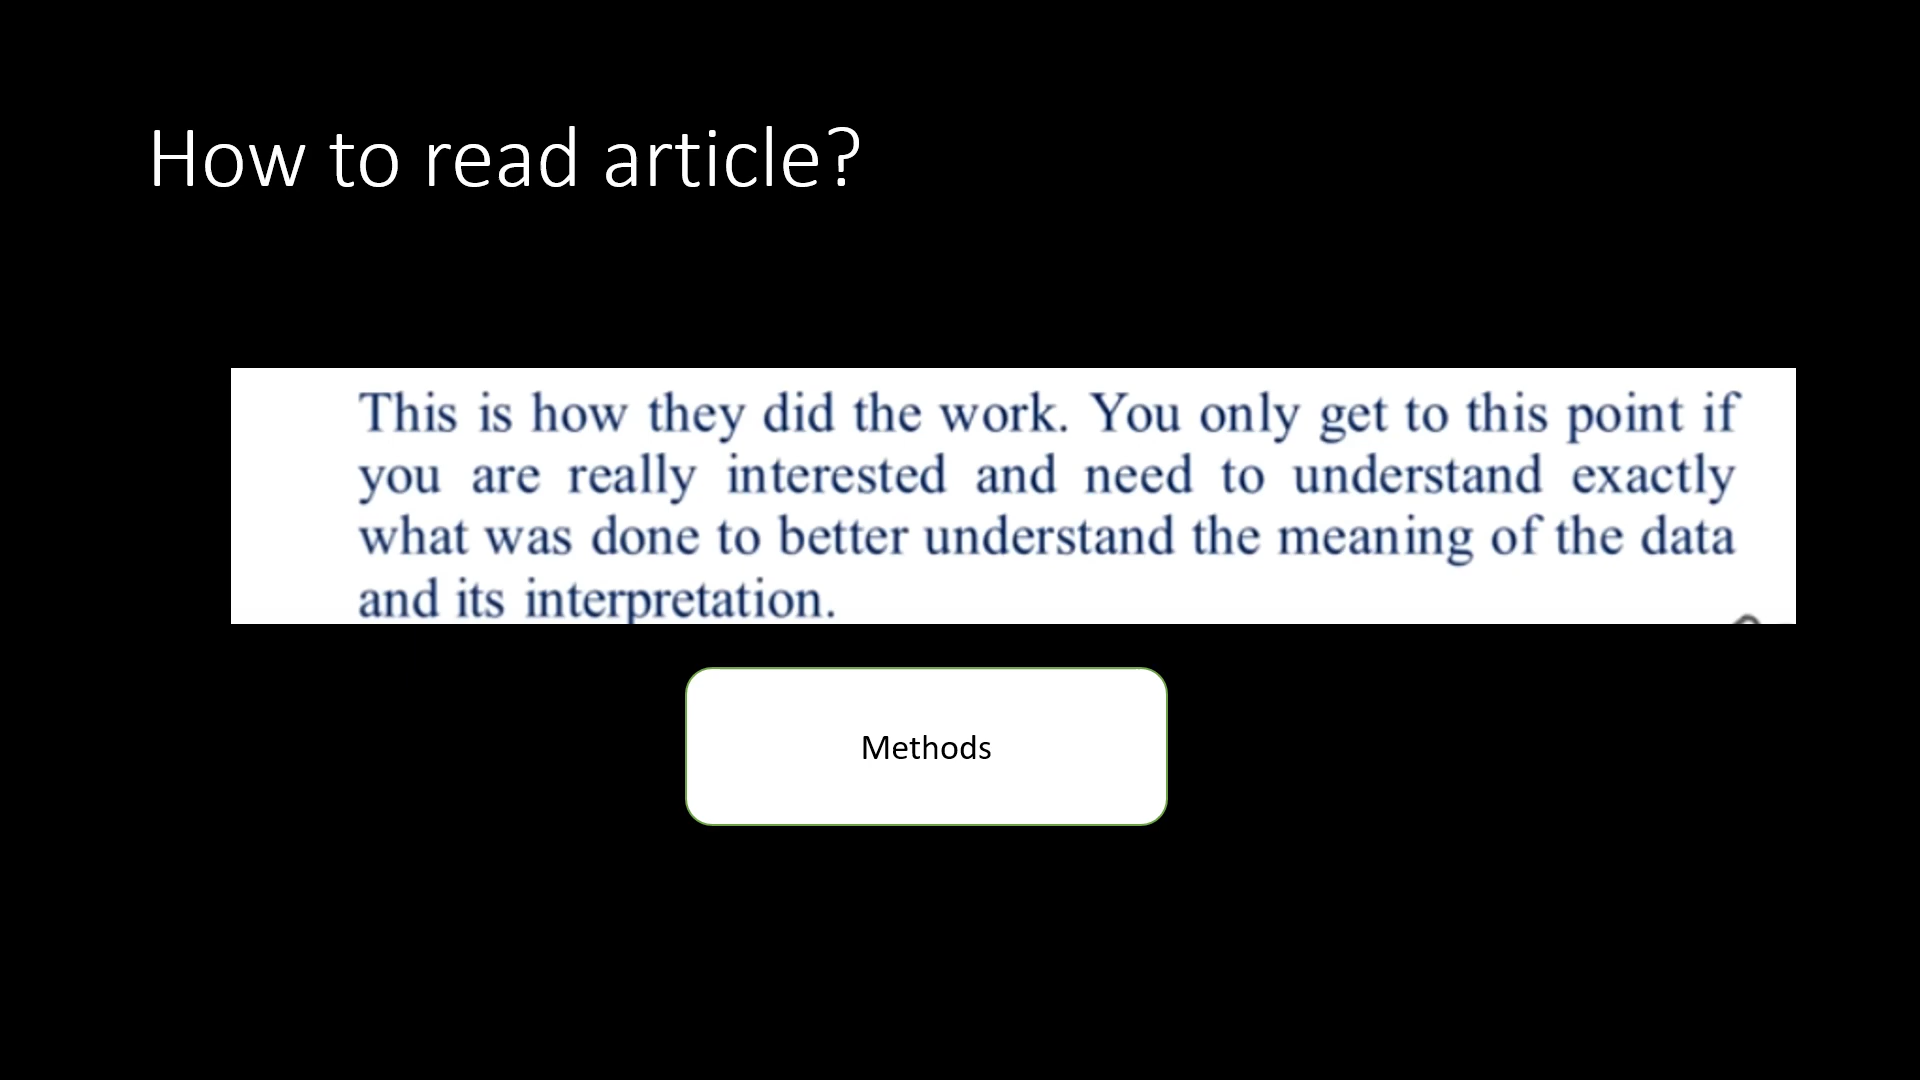 How to read article?
This is how they did the work. You only get to this point if
you are really interested and need to understand exactly
what was done to better understand the meaning of the data
and its interpretation.
Methods